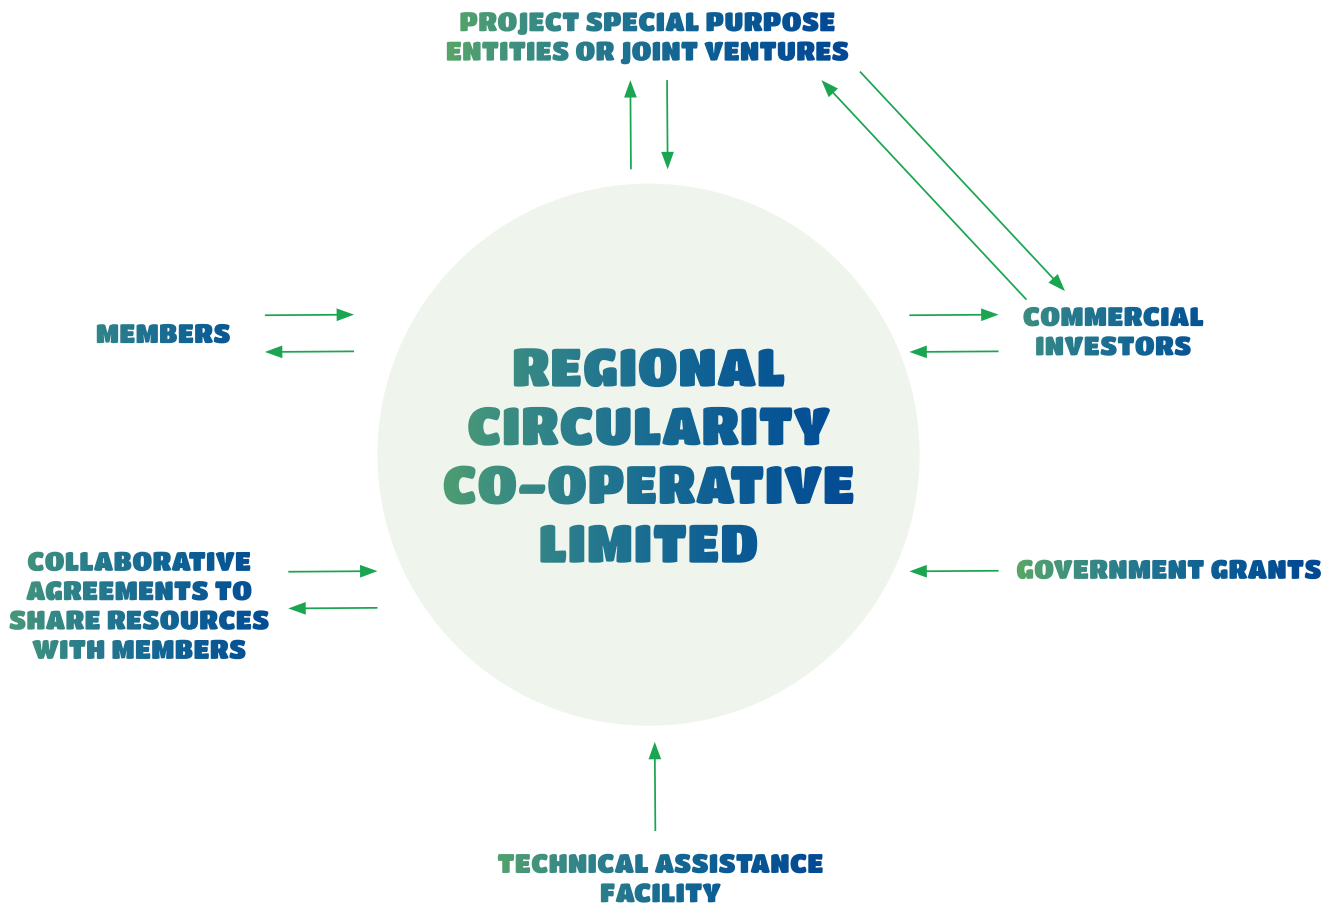 PROJECT SPECIAL PURPOSE
ENTITIES OR JOINT VENTURES
MEMBERS
COMMERCIAL
INVESTORS
REGIONAL
CIRCULARITY
CO-OPERATIVE
LIMITED
COLLABORATIVE
AGREEMENTS TO
SHARE RESOURCES
WITH MEMBERS
GOVERNMENT GRANTS
TECHNICAL ASSISTANCE
FACILITY